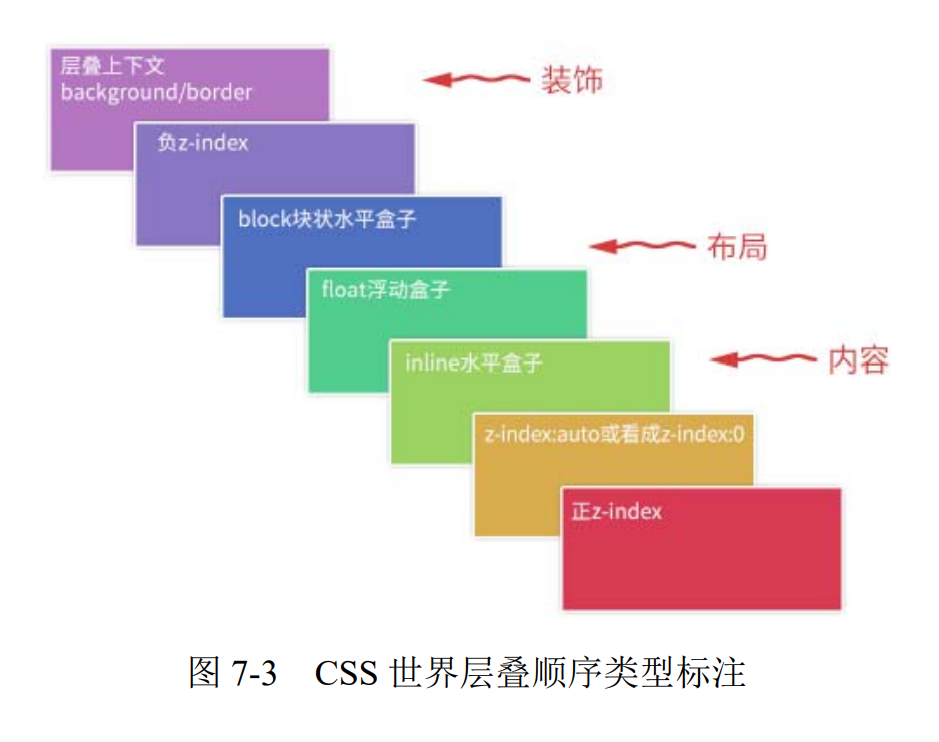 层叠上下文
background/border
装饰
负z-index
block块状水平盒子
布局
float浮动盒子
inline水平盒子
内容
z-index:auto或看成z-index:0
正z-index
图 7-3 CSS 世界层叠顺序类型标注